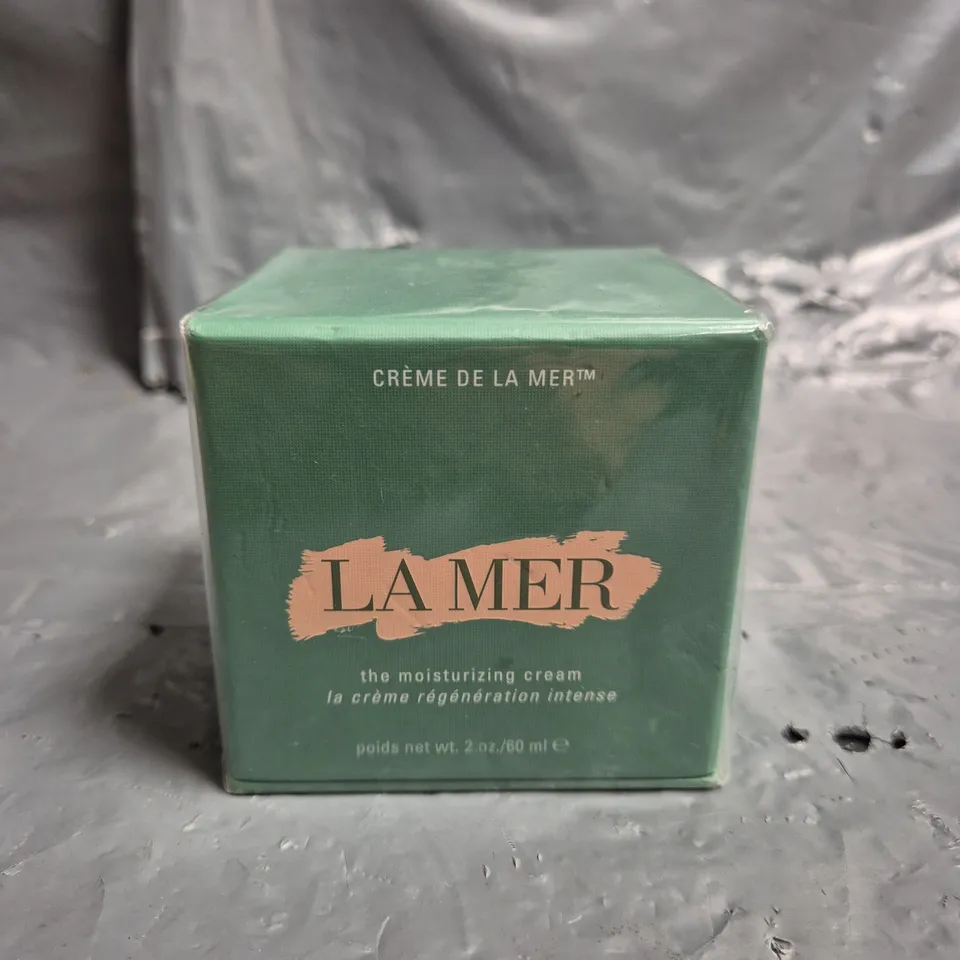 CRÈME DE LA MER™
LA MER
the moisturizing cream
la crème régénération intense
poids net wt. 2 oz./60 ml ℮